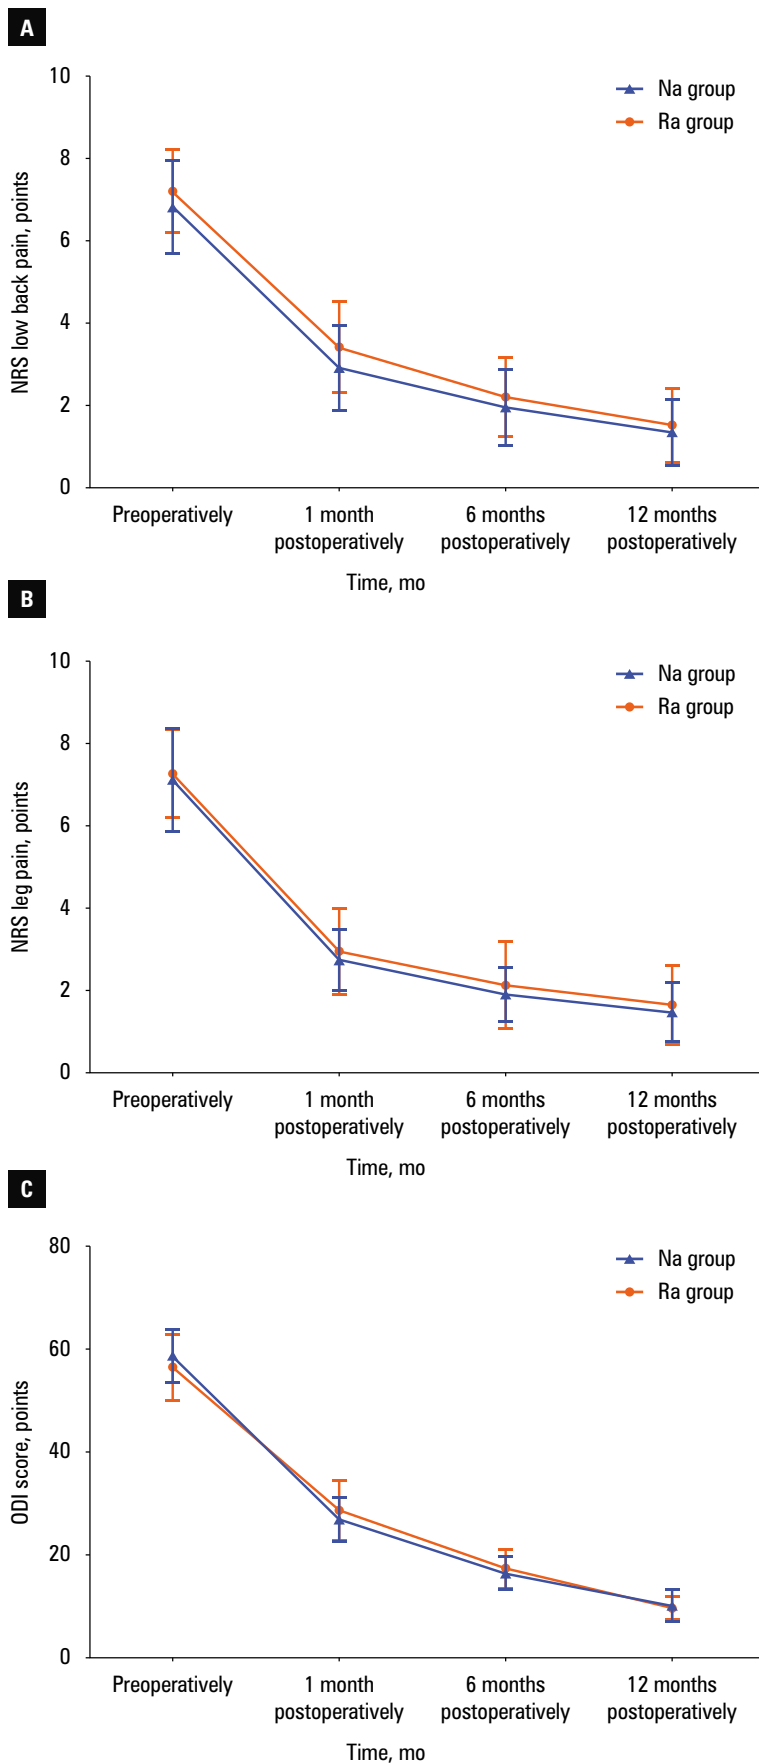 A
10
8
6
4
2
0
NRS low back pain, points
Na group
Ra group
Preoperatively
1 month
postoperatively
6 months
postoperatively
12 months
postoperatively
Time, mo
B
10
8
6
4
2
0
NRS leg pain, points
Na group
Ra group
Preoperatively
1 month
postoperatively
6 months
postoperatively
12 months
postoperatively
Time, mo
C
80
60
40
20
0
ODI score, points
Na group
Ra group
Preoperatively
1 month
postoperatively
6 months
postoperatively
12 months
postoperatively
Time, mo